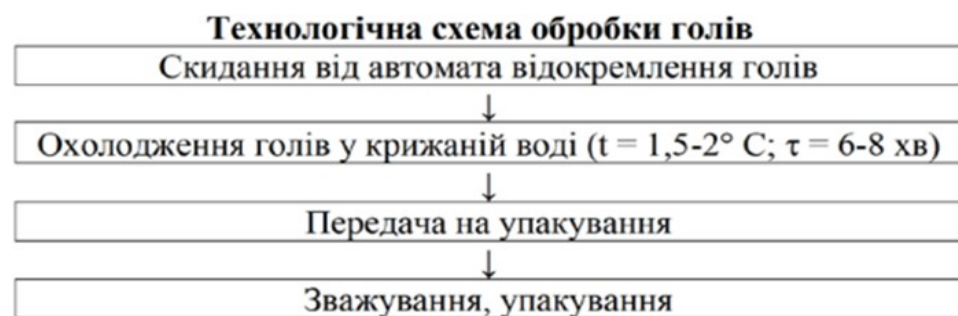 Технологічна схема обробки голів
Скидання від автомата відокремлення голів
↓
Охолодження голів у крижаній воді (t = 1,5-2° C; τ = 6-8 хв)
↓
Передача на упакування
↓
Зважування, упакування